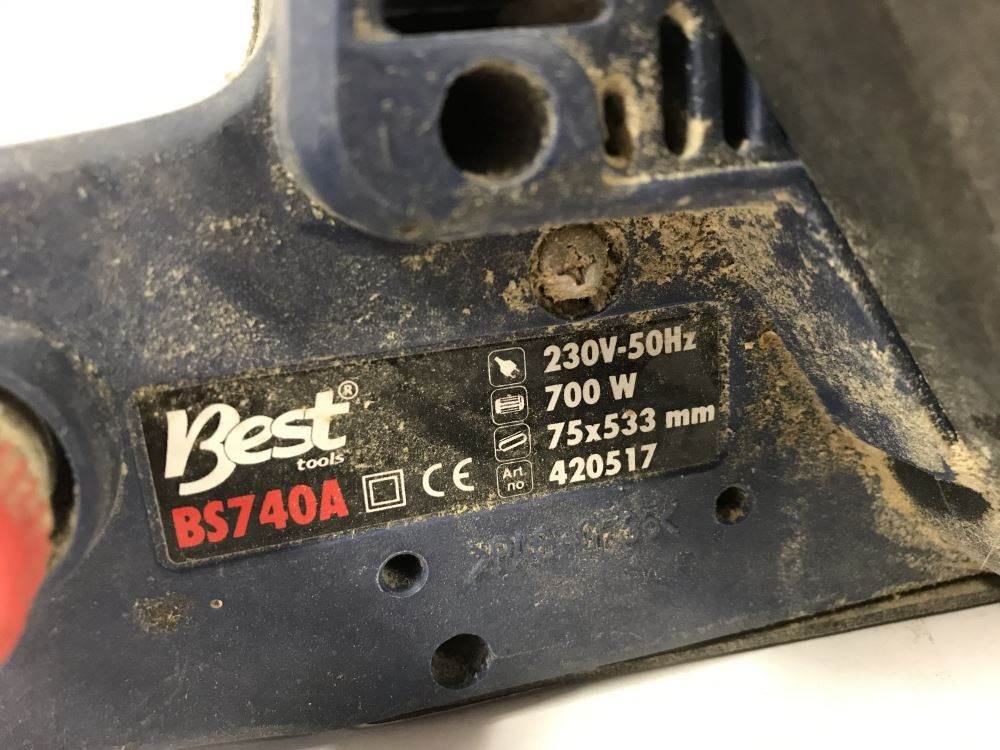 Best®
tools
BS740A
CE
230V-50Hz
700 W
75x533 mm
Art.
no
420517